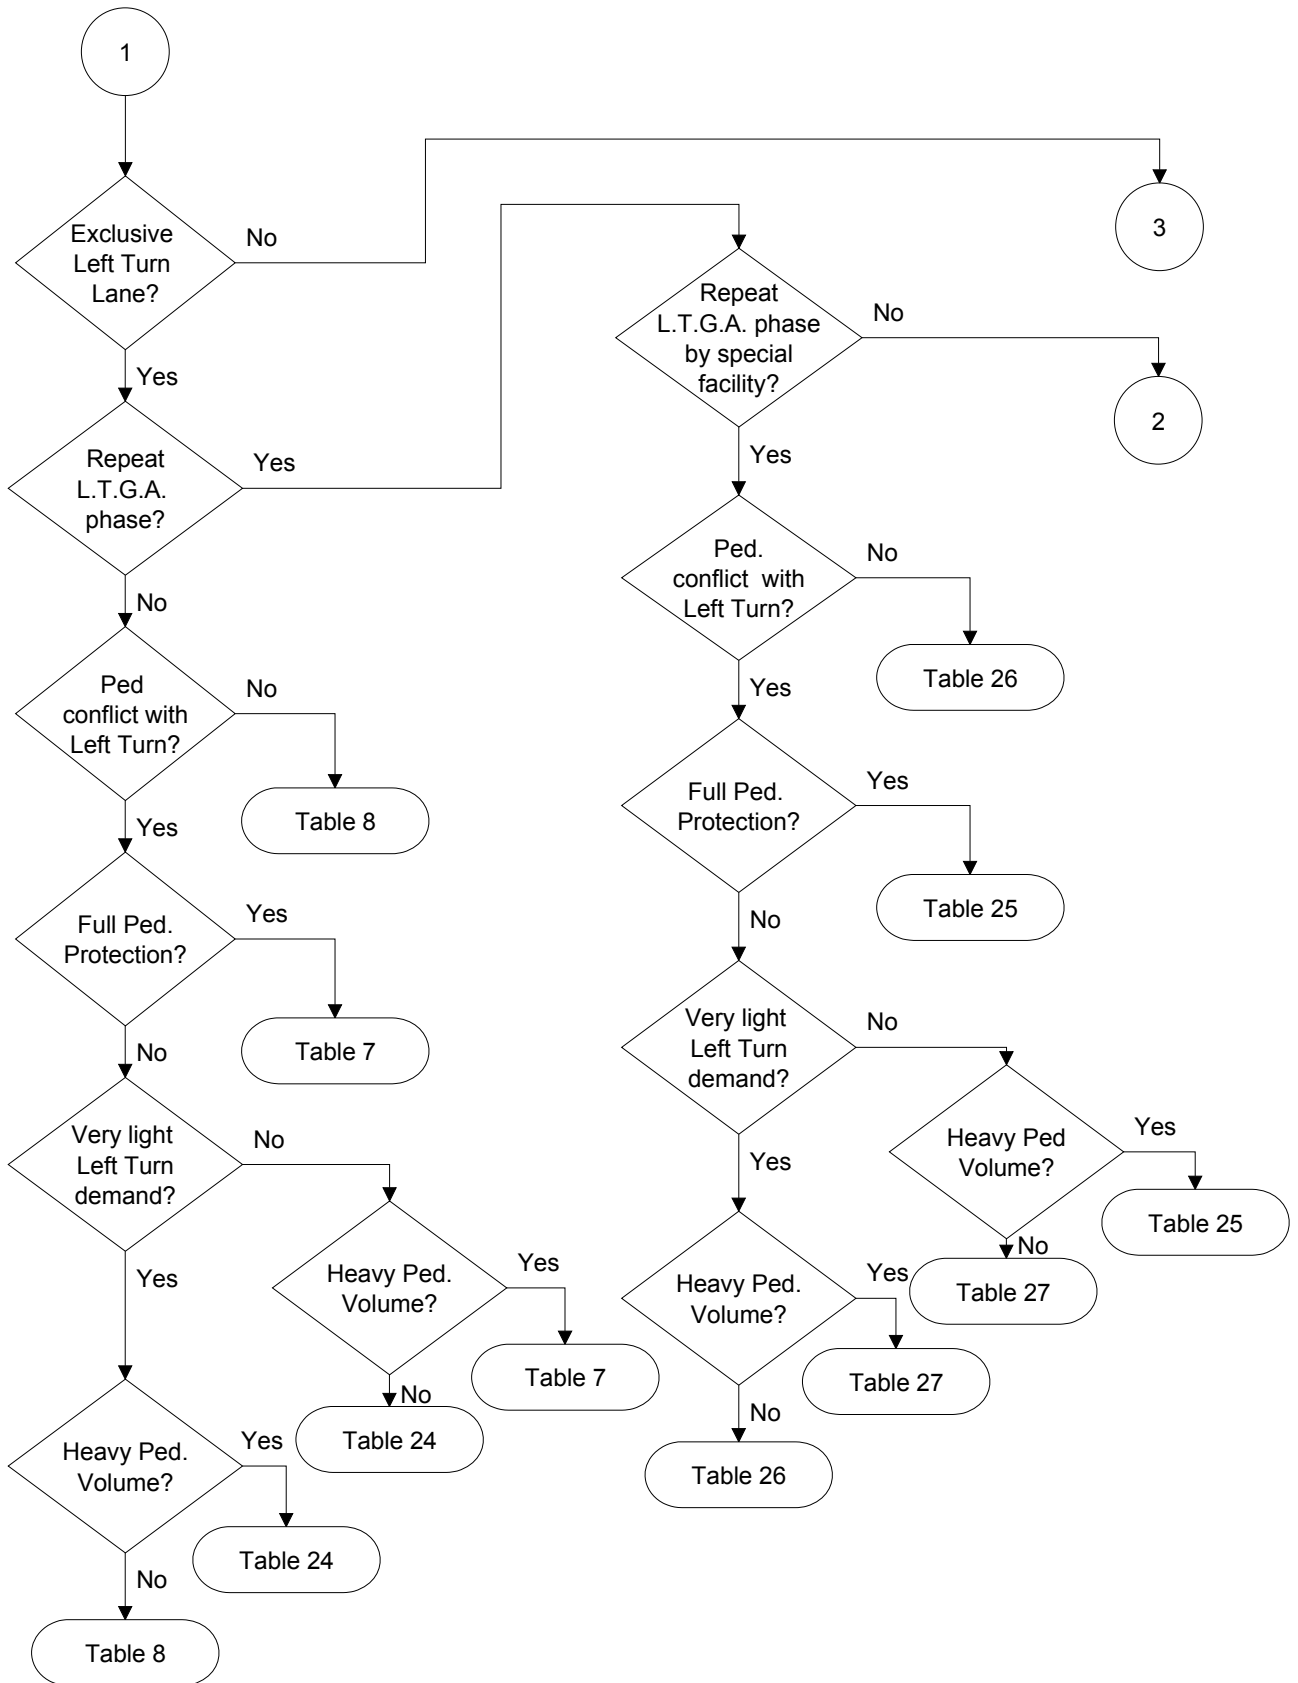 1
Exclusive
Left Turn
Lane?
No
3
Yes
Repeat
L.T.G.A.
phase?
Yes
No
Ped
conflict with
Left Turn?
No
Table 8
Yes
Full Ped.
Protection?
Yes
Table 7
No
Very light
Left Turn
demand?
No
Heavy Ped.
Volume?
Yes
Table 7
No
Table 24
Yes
Heavy Ped.
Volume?
Yes
Table 24
No
Table 8
Repeat
L.T.G.A. phase
by special
facility?
No
2
Yes
Ped.
conflict with
Left Turn?
No
Table 26
Yes
Full Ped.
Protection?
Yes
Table 25
No
Very light
Left Turn
demand?
No
Heavy Ped
Volume?
Yes
Table 25
No
Table 27
Yes
Heavy Ped.
Volume?
Yes
Table 27
No
Table 26